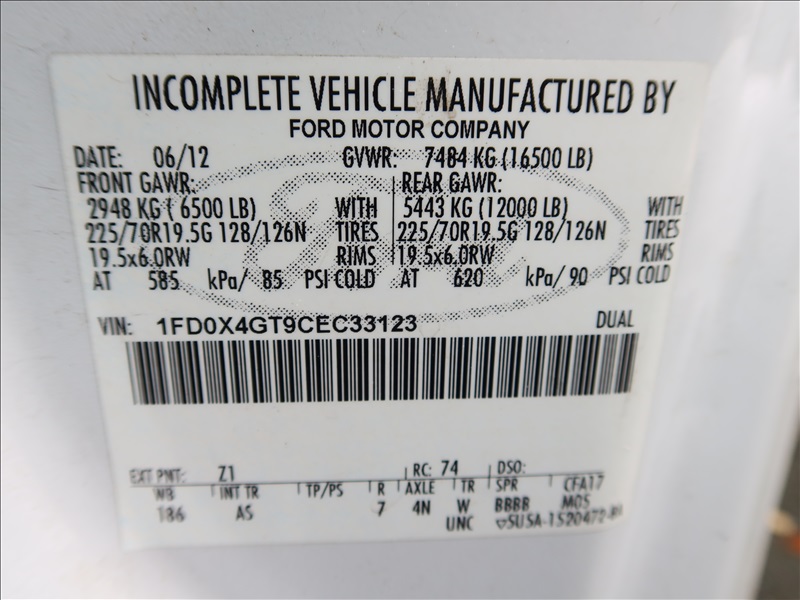 INCOMPLETE VEHICLE MANUFACTURED BY
FORD MOTOR COMPANY
DATE: 06/12 GVWR: 7484 KG (16500 LB)
FRONT GAWR: REAR GAWR:
2948 KG ( 6500 LB) WITH 5443 KG (12000 LB) WITH
225/70R19.5G 128/126N TIRES 225/70R19.5G 128/126N TIRES
19.5x6.0RW RIMS 19.5x6.0RW RIMS
AT 585 kPa/ 85 PSI COLD AT 620 kPa/ 90 PSI COLD
VIN: 1FD0X4GT9CEC33123 DUAL
EXT PNT: Z1 RC: 74 DSO:
WB INT TR TP/PS R AXLE TR SPR CFA17
186 AS 7 4N W BBBB MOS
UNC SUSA-1520472-